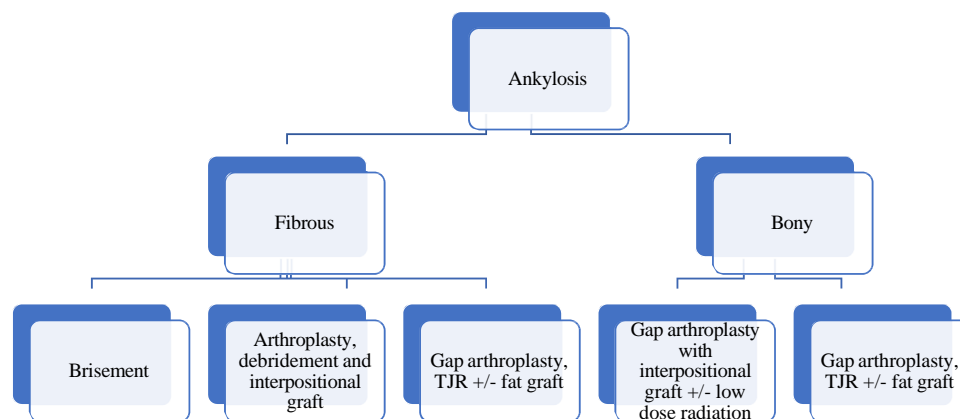 Ankylosis
Fibrous
Bony
Brisement
Arthroplasty,
debridement and
interpositional
graft
Gap arthroplasty,
TJR +/- fat graft
Gap arthroplasty
with
interpositional
graft +/- low
dose radiation
Gap arthroplasty,
TJR +/- fat graft